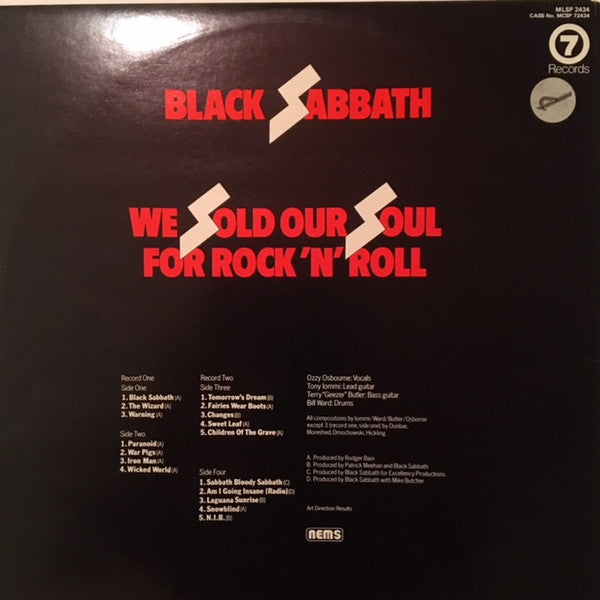 MLSP 2434
CASS No. MCSP 72434
7
Records
BLACK SABBATH
WE SOLD OUR SOUL
FOR ROCK 'N' ROLL
Record One
Side One
1. Black Sabbath (A)
2. The Wizard (A)
3. Warning (A)
Side Two
1. Paranoid (A)
2. War Pigs (A)
3. Iron Man (A)
4. Wicked World (A)
Record Two
Side Three
1. Tomorrow's Dream (B)
2. Fairies Wear Boots (A)
3. Changes (B)
4. Sweet Leaf (A)
5. Children Of The Grave (A)
Side Four
1. Sabbath Bloody Sabbath (C)
2. Am I Going Insane (Radio) (D)
3. Laguana Sunrise (B)
4. Snowblind (A)
5. N.I.B. (B)
Ozzy Osbourne: Vocals
Tony Iommi: Lead guitar
Terry "Geezer" Butler: Bass guitar
Bill Ward: Drums
All compositions by Iommi/Ward/Butler/Osborne
except 3 (record one, side one) by Dunbar,
Moreshed, Dmochowski, Hickling
A. Produced by Rodger Bain
B. Produced by Patrick Meehan and Black Sabbath
C. Produced by Black Sabbath for Excellency Productions
D. Produced by Black Sabbath with Mike Butcher
Art Direction: Results
nems